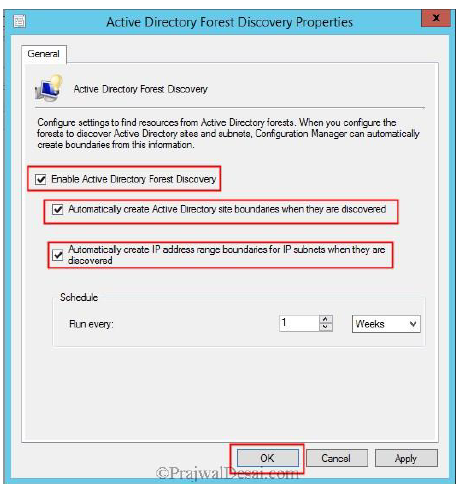 Active Directory Forest Discovery Properties
x
General
Active Directory Forest Discovery
Configure settings to find resources from Active Directory forests. When you configure the
forests to discover Active Directory sites and subnets, Configuration Manager can automatically
create boundaries from this information.
Enable Active Directory Forest Discovery
Automatically create Active Directory site boundaries when they are discovered
Automatically create IP address range boundaries for IP subnets when they are
discovered
Schedule
Run every:
1
Weeks
OK
Cancel
Apply
©PrajwalDesai.com